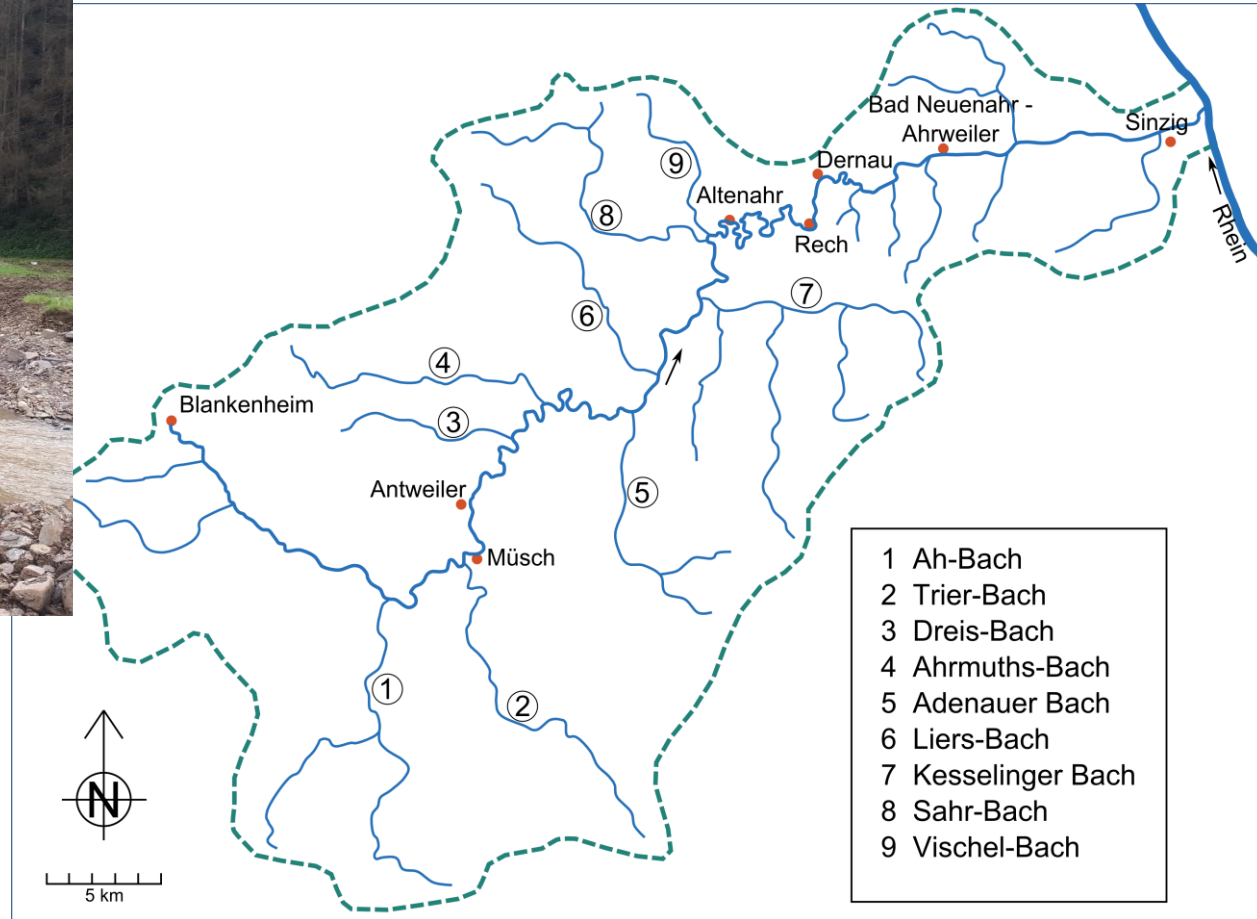 Bad Neuenahr -
Ahrweiler
Sinzig
Dernau
9
Altenahr
8
Rech
Rhein
7
6
4
Blankenheim
3
Antweiler
5
Müsch
1
2
N
5 km
1 Ah-Bach
2 Trier-Bach
3 Dreis-Bach
4 Ahrmuths-Bach
5 Adenauer Bach
6 Liers-Bach
7 Kesselinger Bach
8 Sahr-Bach
9 Vischel-Bach